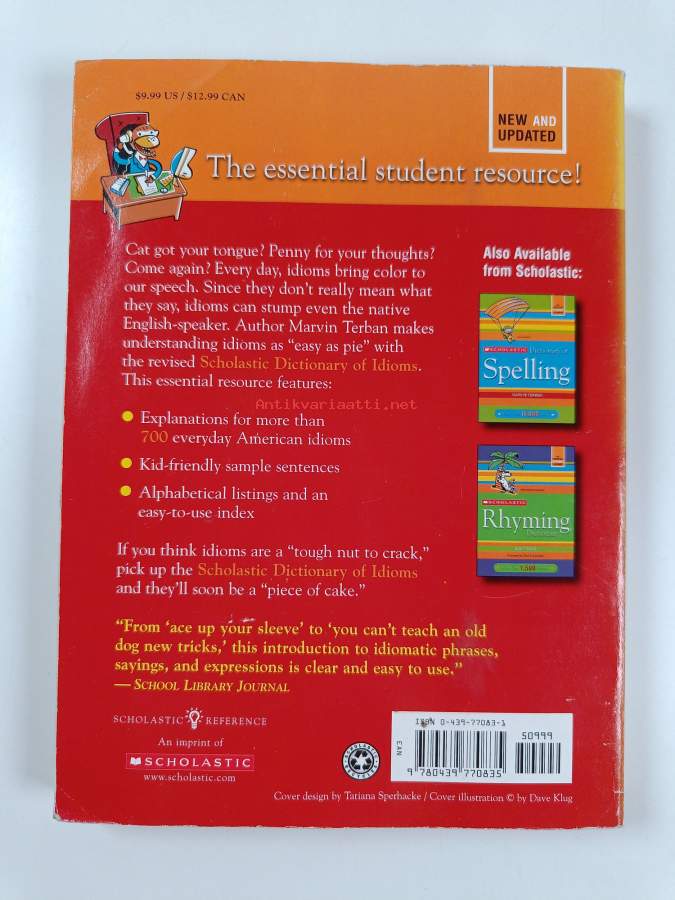 $9.99 US / $12.99 CAN
NEW AND
UPDATED
The essential student resource!
Cat got your tongue? Penny for your thoughts?
Come again? Every day, idioms bring color to
our speech. Since they don't really mean what
they say, idioms can stump even the native
English-speaker. Author Marvin Terban makes
understanding idioms as "easy as pie" with
the revised Scholastic Dictionary of Idioms.
This essential resource features:
Antikvariaatti.net
• Explanations for more than
700 everyday American idioms
• Kid-friendly sample sentences
• Alphabetical listings and an
easy-to-use index
If you think idioms are a "tough nut to crack,"
pick up the Scholastic Dictionary of Idioms
and they'll soon be a "piece of cake."
"From 'ace up your sleeve' to 'you can't teach an old
dog new tricks,' this introduction to idiomatic phrases,
sayings, and expressions is clear and easy to use."
— SCHOOL LIBRARY JOURNAL
Also Available
from Scholastic:
SCHOLASTIC
Dictionary of
Spelling
SCHOLASTIC
Rhyming
Dictionary
SCHOLASTIC REFERENCE
An imprint of
SCHOLASTIC
www.scholastic.com
ISBN 0-439-77083-1
50999
EAN
9 780439 770835
Cover design by Tatiana Sperhacke / Cover illustration © by Dave Klug